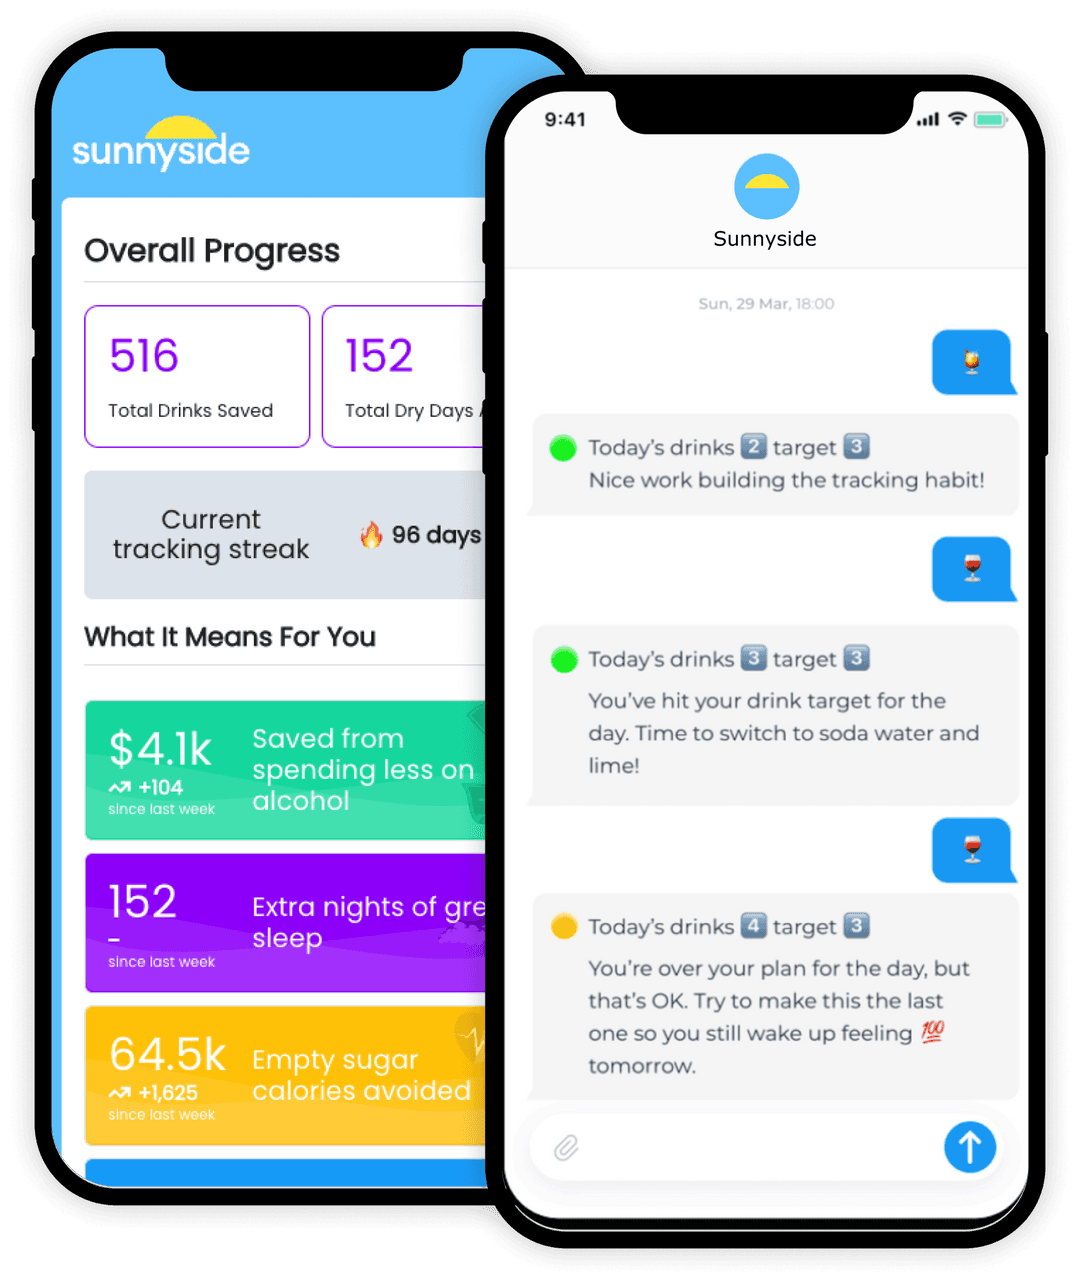 sunnyside
Overall Progress
516
Total Drinks Saved
152
Total Dry Days
Current
tracking streak
🔥 96 days
What It Means For You
$4.1k
+104
since last week
Saved from
spending less on
alcohol
152
-
since last week
Extra nights of gre
sleep
64.5k
+1,625
since last week
Empty sugar
calories avoided
9:41
Sunnyside
Sun, 29 Mar, 18:00
Today’s drinks 2 target 3
Nice work building the tracking habit!
Today’s drinks 3 target 3
You’ve hit your drink target for the
day. Time to switch to soda water and
lime!
Today’s drinks 4 target 3
You’re over your plan for the day, but
that’s OK. Try to make this the last
one so you still wake up feeling 💯
tomorrow.